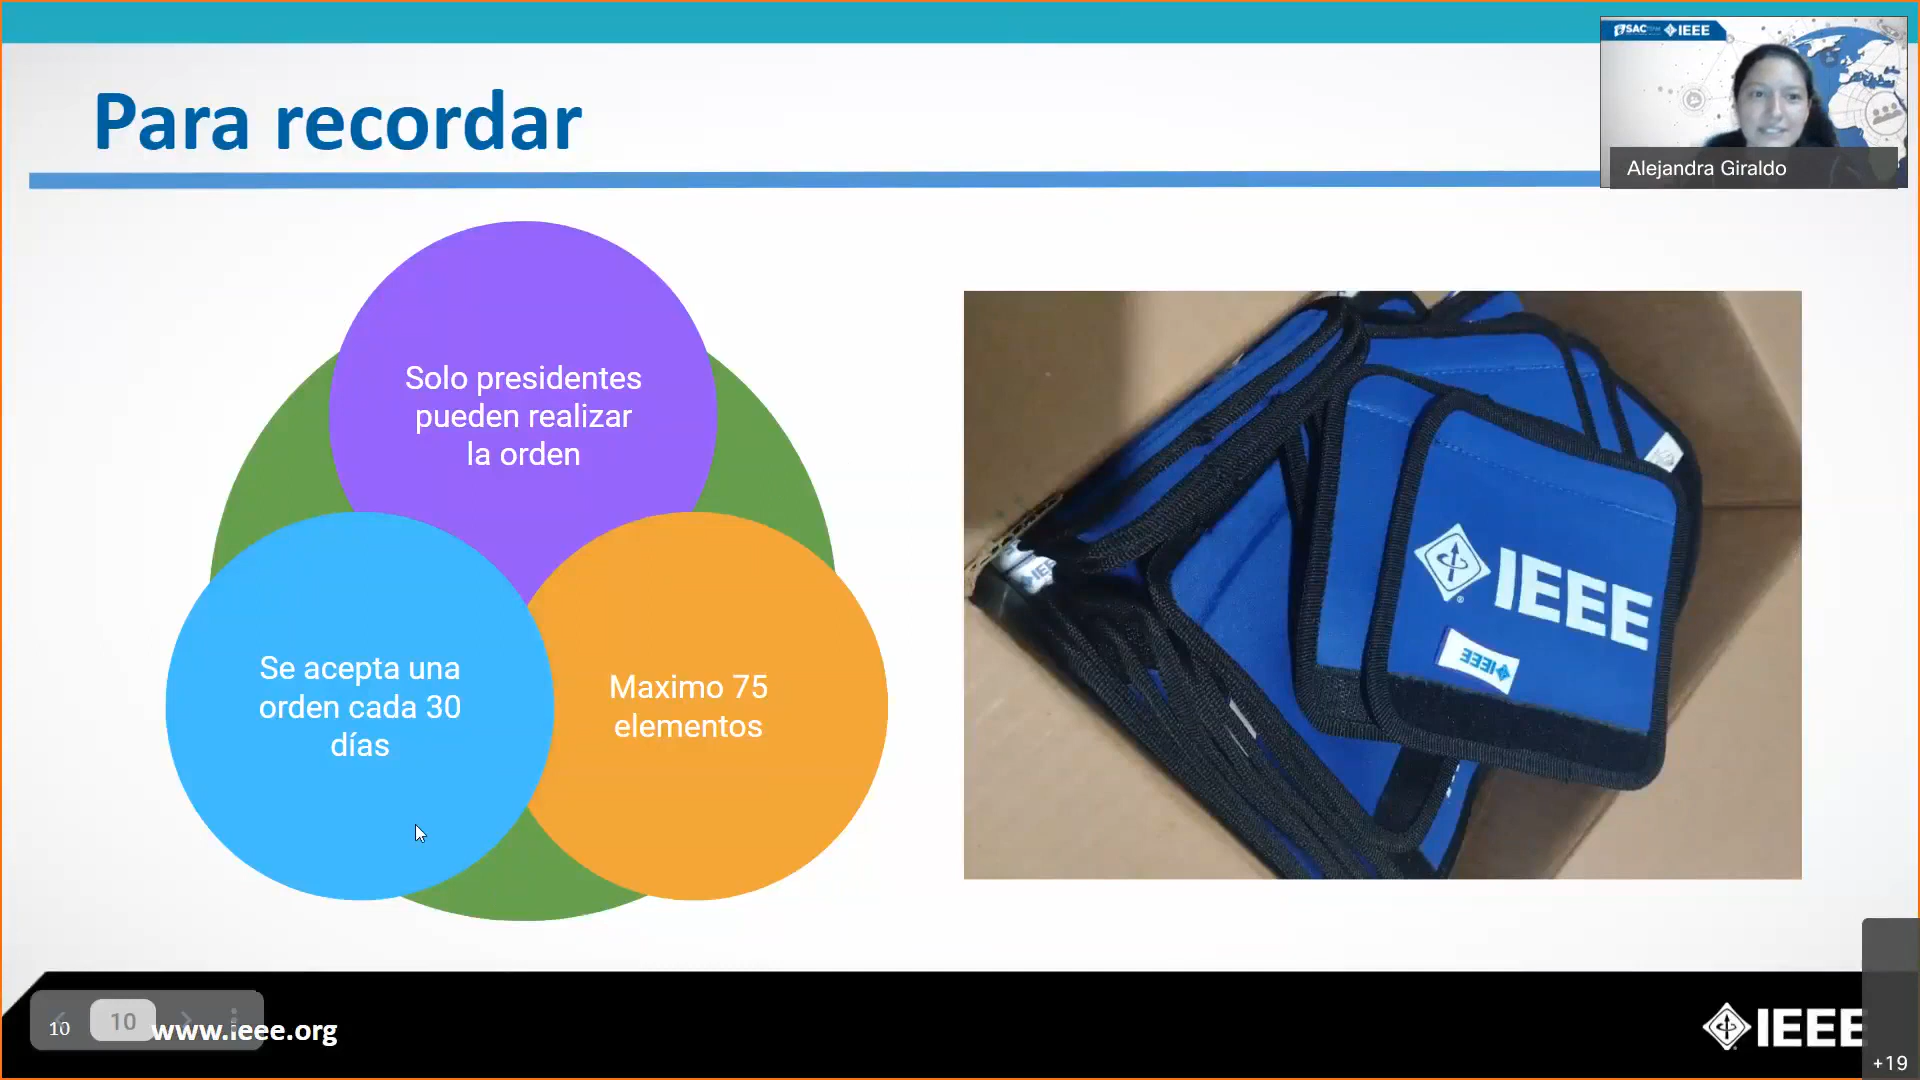 SAC IEEE
Para recordar
Alejandra Giraldo
Solo presidentes
pueden realizar
la orden
Se acepta una
orden cada 30
días
Maximo 75
elementos
IEEE
IEEE
10
10
www.ieee.org
IEEE
+19